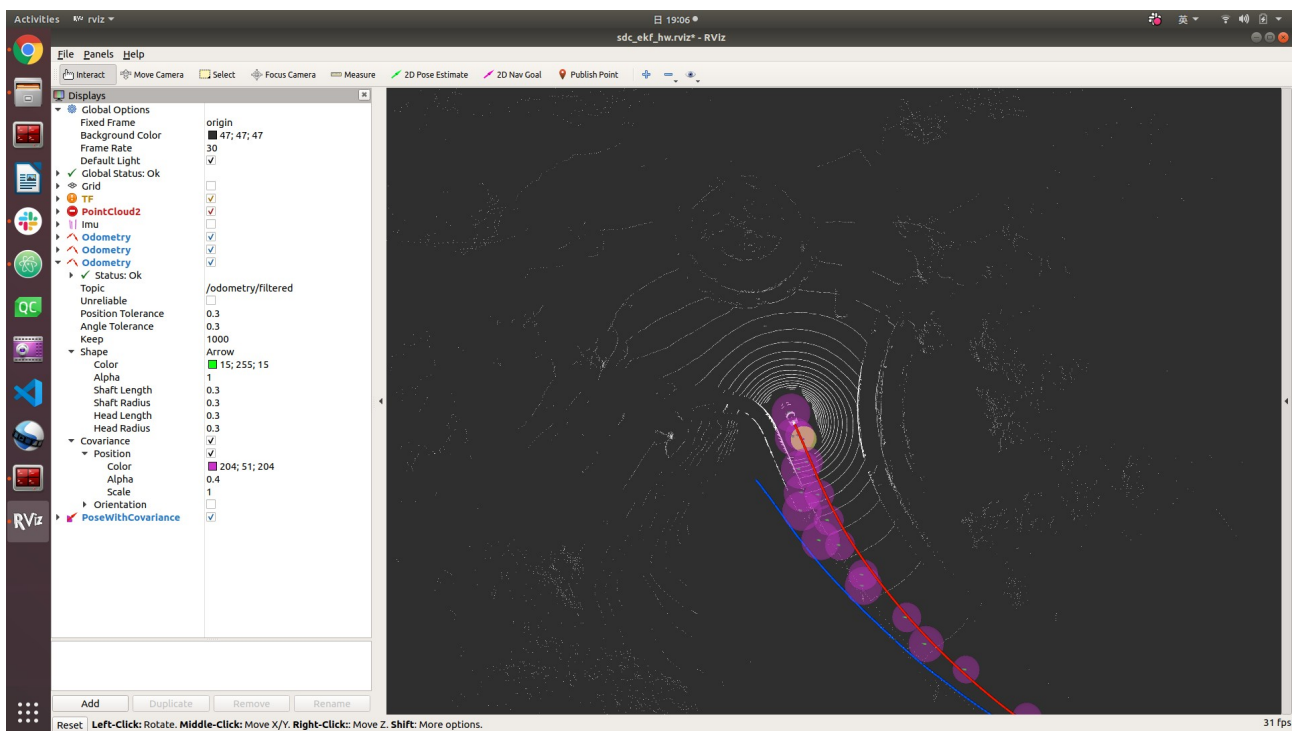 Activities RViz rviz 日 19:06 英
sdc_ekf_hw.rviz* - RViz
File Panels Help
Interact Move Camera Select Focus Camera Measure 2D Pose Estimate 2D Nav Goal Publish Point
Displays
Global Options
Fixed Frame origin
Background Color 47; 47; 47
Frame Rate 30
Default Light
Global Status: Ok
Grid
TF
PointCloud2
Imu
Odometry
Odometry
Odometry
Status: Ok
Topic /odometry/filtered
Unreliable
Position Tolerance 0.3
Angle Tolerance 0.3
Keep 1000
Shape Arrow
Color 15; 255; 15
Alpha 1
Shaft Length 0.3
Shaft Radius 0.3
Head Length 0.3
Head Radius 0.3
Covariance
Position
Color 204; 51; 204
Alpha 0.4
Scale 1
Orientation
PoseWithCovariance
QC
RViz
Add Duplicate Remove Rename
Reset Left-Click: Rotate. Middle-Click: Move X/Y. Right-Click:: Move Z. Shift: More options. 31 fps